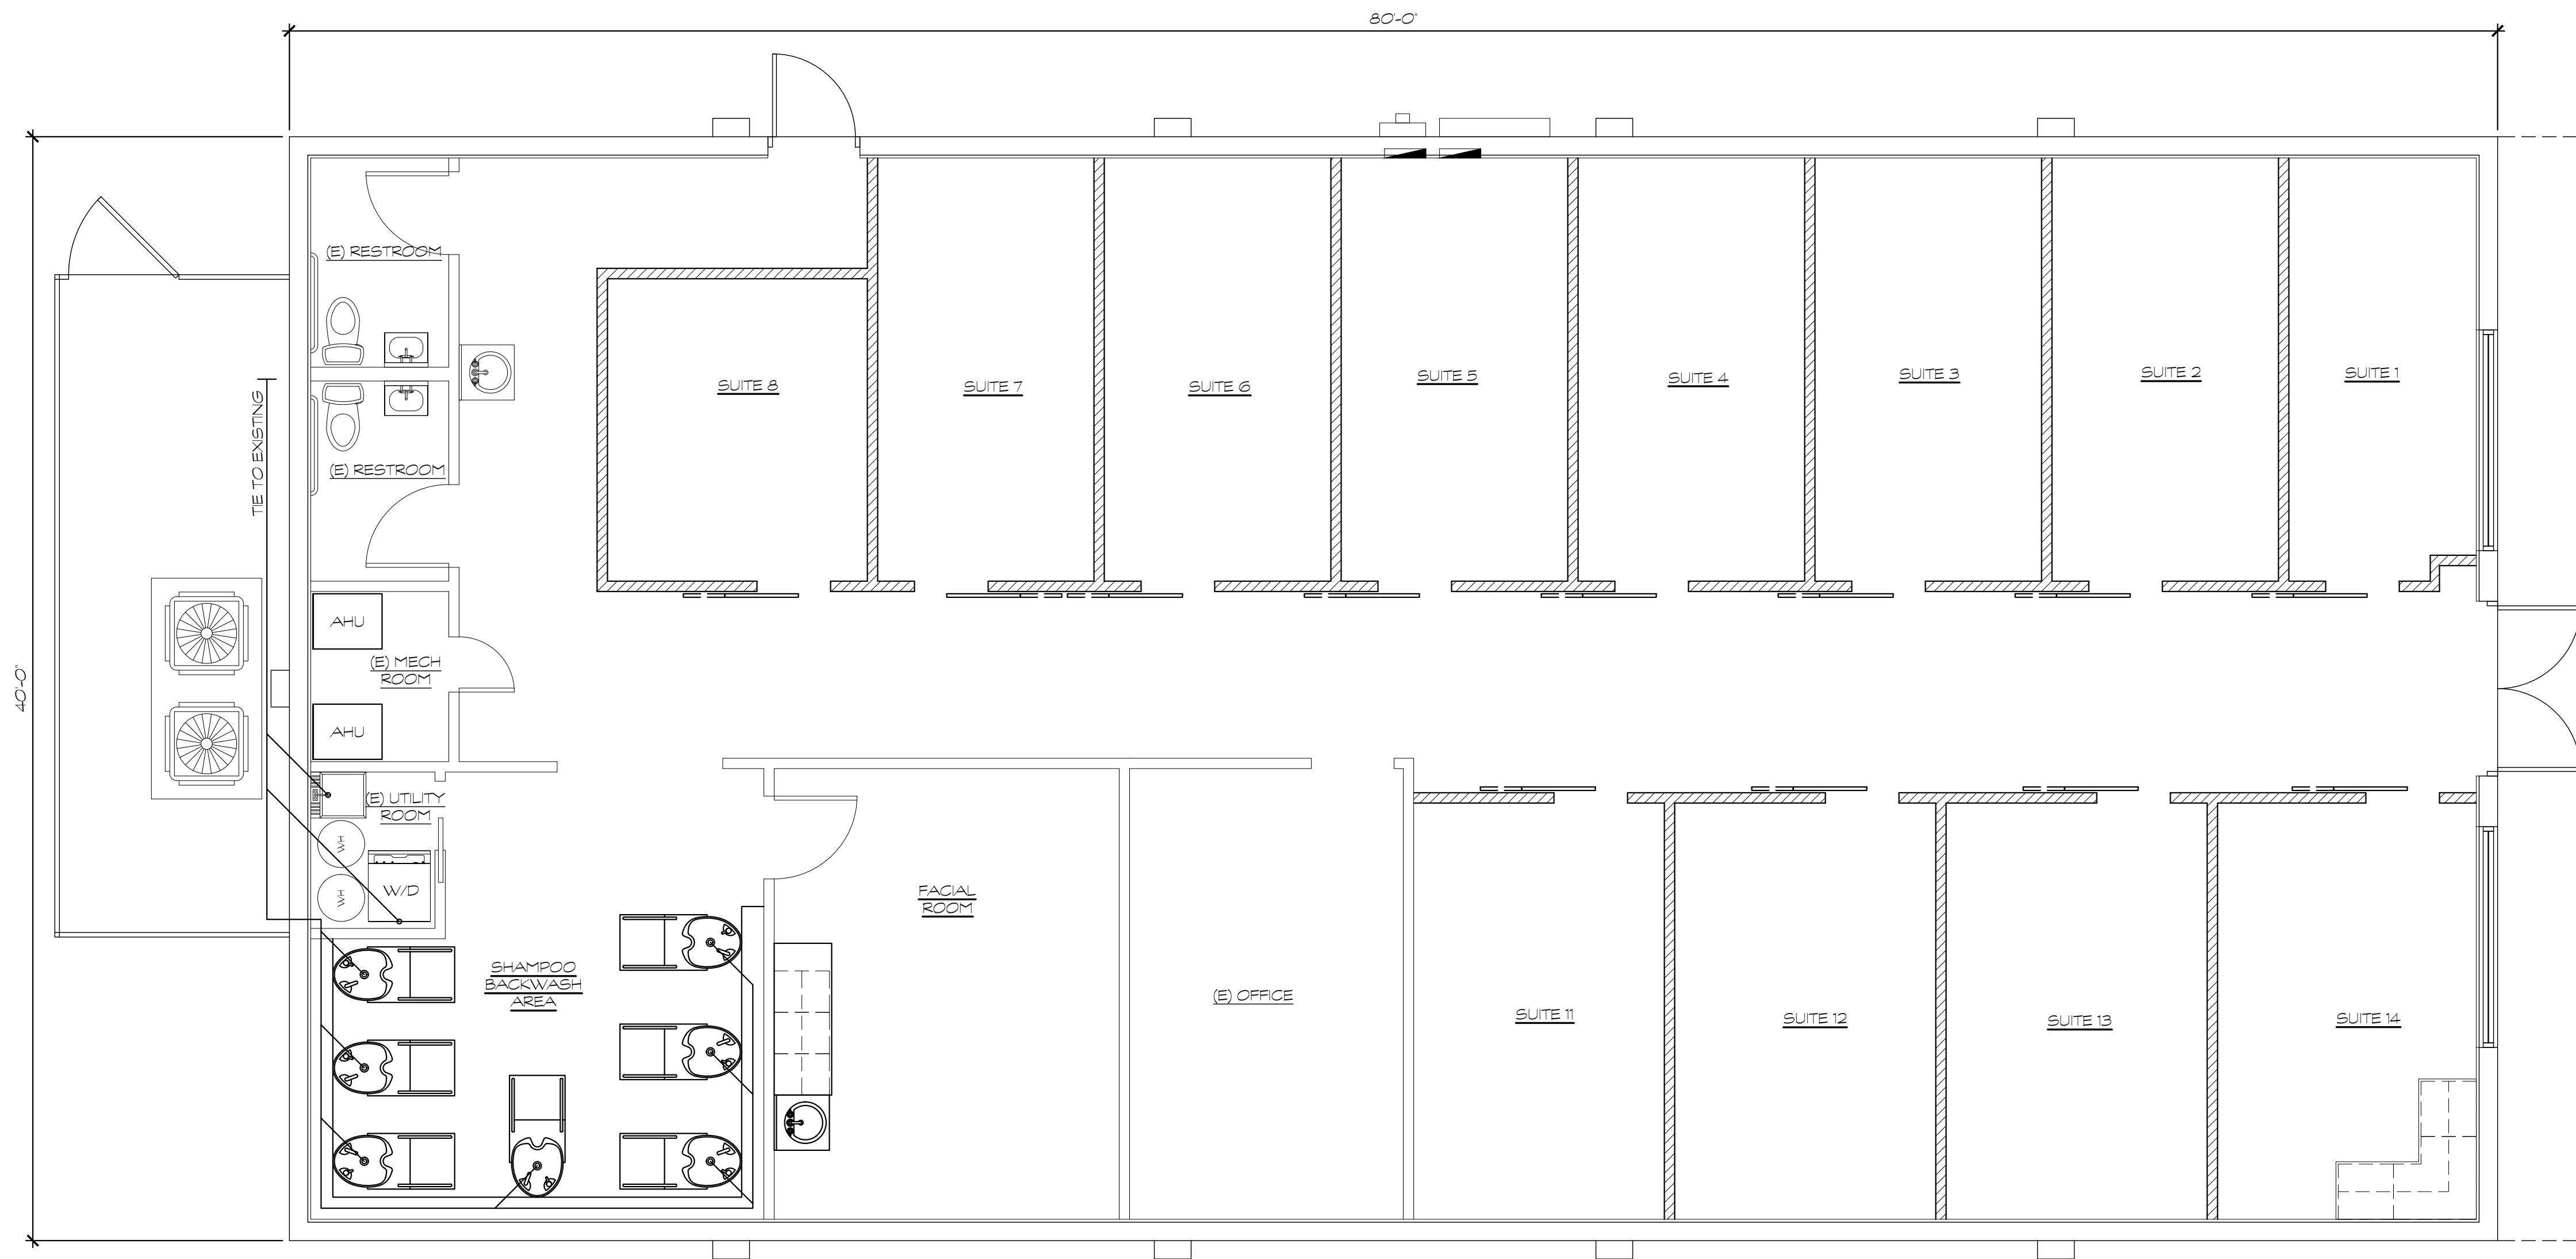 80'-0"
(E) RESTROOM
SUITE 8
SUITE 7
SUITE 6
SUITE 5
SUITE 4
SUITE 3
SUITE 2
SUITE 1
TIE TO EXISTING
(E) RESTROOM
40'-0"
AHU
(E) MECH
ROOM
AHU
(E) UTILITY
ROOM
WH
W/D
WH
FACIAL
ROOM
SHAMPOO
BACKWASH
AREA
(E) OFFICE
SUITE 11
SUITE 12
SUITE 13
SUITE 14